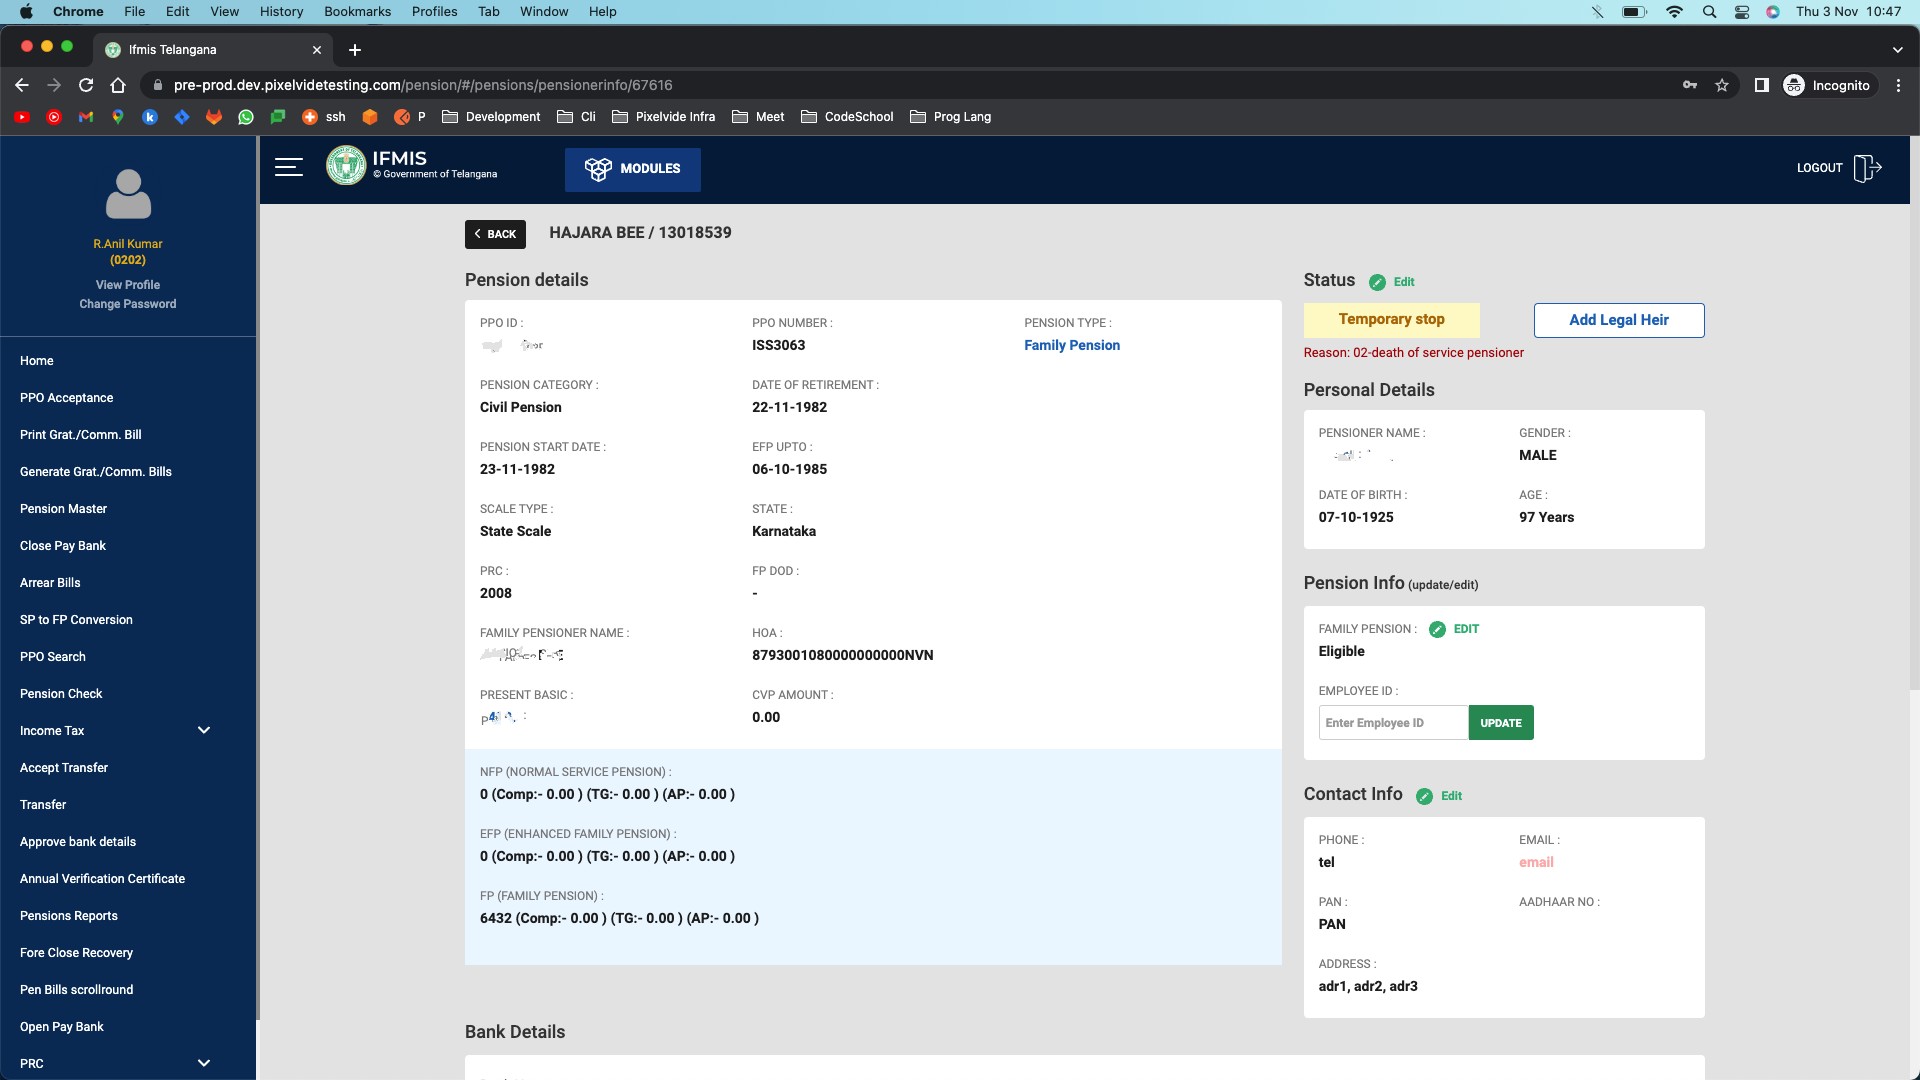 Chrome File Edit View History Bookmarks Profiles Tab Window Help Thu 3 Nov 10:47
Ifmis Telangana
pre-prod.dev.pixelvidetesting.com/pension/#/pensions/pensionerinfo/67616 Incognito
ssh P Development Cli Pixelvide Infra Meet CodeSchool Prog Lang
R.Anil Kumar
(0202)
View Profile
Change Password
Home
PPO Acceptance
Print Grat./Comm. Bill
Generate Grat./Comm. Bills
Pension Master
Close Pay Bank
Arrear Bills
SP to FP Conversion
PPO Search
Pension Check
Income Tax
Accept Transfer
Transfer
Approve bank details
Annual Verification Certificate
Pensions Reports
Fore Close Recovery
Pen Bills scrollround
Open Pay Bank
PRC
IFMIS
© Government of Telangana
MODULES
LOGOUT
BACK HAJARA BEE / 13018539
Pension details
PPO ID : PPO NUMBER : PENSION TYPE :
ISS3063 Family Pension
PENSION CATEGORY : DATE OF RETIREMENT :
Civil Pension 22-11-1982
PENSION START DATE : EFP UPTO :
23-11-1982 06-10-1985
SCALE TYPE : STATE :
State Scale Karnataka
PRC : FP DOD :
2008 -
FAMILY PENSIONER NAME : HOA :
8793001080000000000NVN
PRESENT BASIC : CVP AMOUNT :
0.00
NFP (NORMAL SERVICE PENSION) :
0 (Comp:- 0.00 ) (TG:- 0.00 ) (AP:- 0.00 )
EFP (ENHANCED FAMILY PENSION) :
0 (Comp:- 0.00 ) (TG:- 0.00 ) (AP:- 0.00 )
FP (FAMILY PENSION) :
6432 (Comp:- 0.00 ) (TG:- 0.00 ) (AP:- 0.00 )
Bank Details
Status Edit
Temporary stop Add Legal Heir
Reason: 02-death of service pensioner
Personal Details
PENSIONER NAME : GENDER :
MALE
DATE OF BIRTH : AGE :
07-10-1925 97 Years
Pension Info (update/edit)
FAMILY PENSION : EDIT
Eligible
EMPLOYEE ID :
Enter Employee ID UPDATE
Contact Info Edit
PHONE : EMAIL :
tel email
PAN : AADHAAR NO :
PAN
ADDRESS :
adr1, adr2, adr3